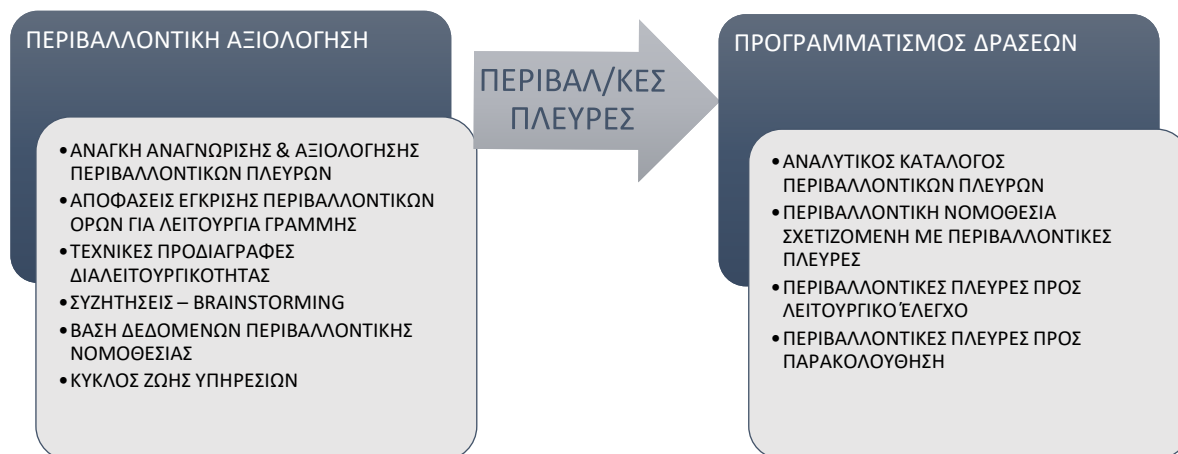 ΠΕΡΙΒΑΛΛΟΝΤΙΚΗ ΑΞΙΟΛΟΓΗΣΗ
•ΑΝΑΓΚΗ ΑΝΑΓΝΩΡΙΣΗΣ & ΑΞΙΟΛΟΓΗΣΗΣ
ΠΕΡΙΒΑΛΛΟΝΤΙΚΩΝ ΠΛΕΥΡΩΝ
•ΑΠΟΦΑΣΕΙΣ ΕΓΚΡΙΣΗΣ ΠΕΡΙΒΑΛΛΟΝΤΙΚΩΝ
ΟΡΩΝ ΓΙΑ ΛΕΙΤΟΥΡΓΙΑ ΓΡΑΜΜΗΣ
•ΤΕΧΝΙΚΕΣ ΠΡΟΔΙΑΓΡΑΦΕΣ
ΔΙΑΛΕΙΤΟΥΡΓΙΚΟΤΗΤΑΣ
•ΣΥΖΗΤΗΣΕΙΣ – BRAINSTORMING
•ΒΑΣΗ ΔΕΔΟΜΕΝΩΝ ΠΕΡΙΒΑΛΛΟΝΤΙΚΗΣ
ΝΟΜΟΘΕΣΙΑΣ
•ΚΥΚΛΟΣ ΖΩΗΣ ΥΠΗΡΕΣΙΩΝ
ΠΕΡΙΒΑΛ/ΚΕΣ
ΠΛΕΥΡΕΣ
ΠΡΟΓΡΑΜΜΑΤΙΣΜΟΣ ΔΡΑΣΕΩΝ
•ΑΝΑΛΥΤΙΚΟΣ ΚΑΤΑΛΟΓΟΣ
ΠΕΡΙΒΑΛΛΟΝΤΙΚΩΝ ΠΛΕΥΡΩΝ
•ΠΕΡΙΒΑΛΛΟΝΤΙΚΗ ΝΟΜΟΘΕΣΙΑ
ΣΧΕΤΙΖΟΜΕΝΗ ΜΕ ΠΕΡΙΒΑΛΛΟΝΤΙΚΕΣ
ΠΛΕΥΡΕΣ
•ΠΕΡΙΒΑΛΛΟΝΤΙΚΕΣ ΠΛΕΥΡΕΣ ΠΡΟΣ
ΛΕΙΤΟΥΡΓΙΚΟ ΈΛΕΓΧΟ
•ΠΕΡΙΒΑΛΛΟΝΤΙΚΕΣ ΠΛΕΥΡΕΣ ΠΡΟΣ
ΠΑΡΑΚΟΛΟΥΘΗΣΗ